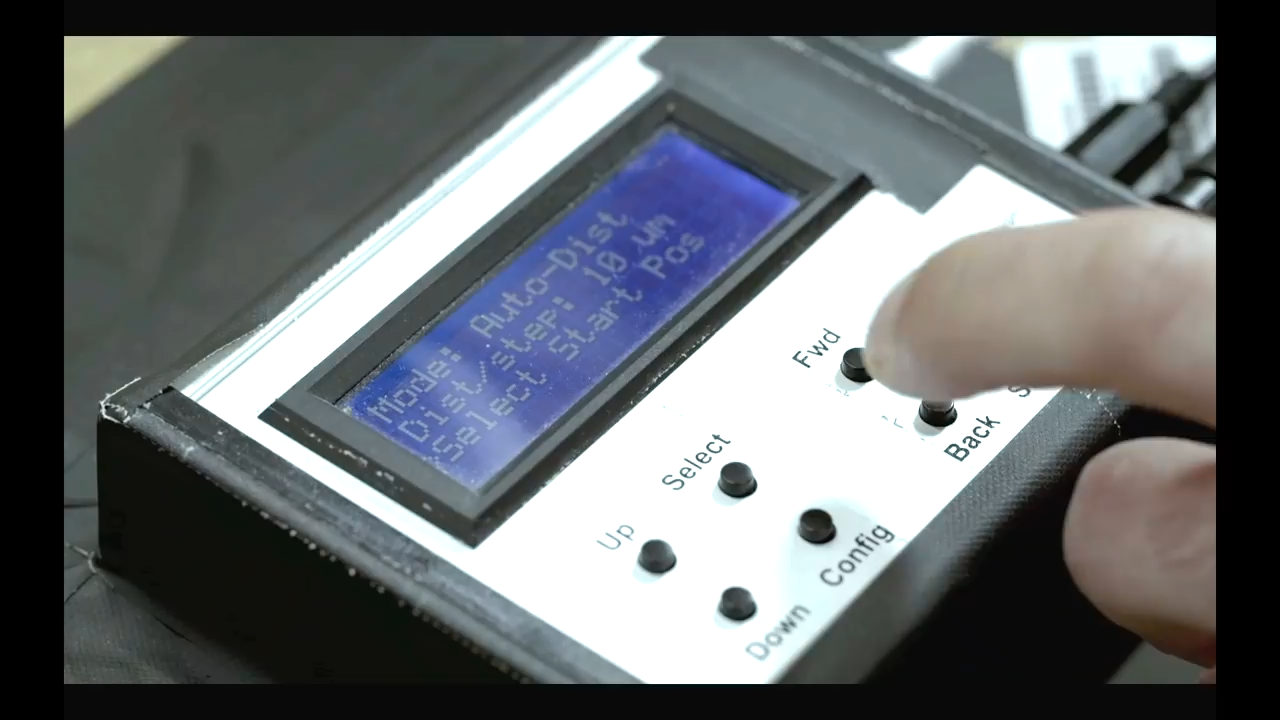 Mode: Auto-Dist
Dist/step: 10 um
Select Start Pos
Fwd
Back
Select
Config
Up
Down